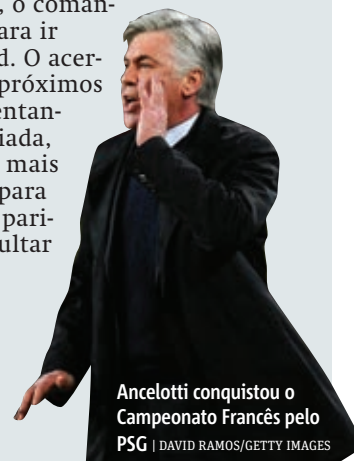 , o coman-
ara ir
d. O acer-
próximos
entan-
iada,
mais
para
pari-
ultar
Ancelotti conquistou o
Campeonato Francês pelo
PSG | DAVID RAMOS/GETTY IMAGES